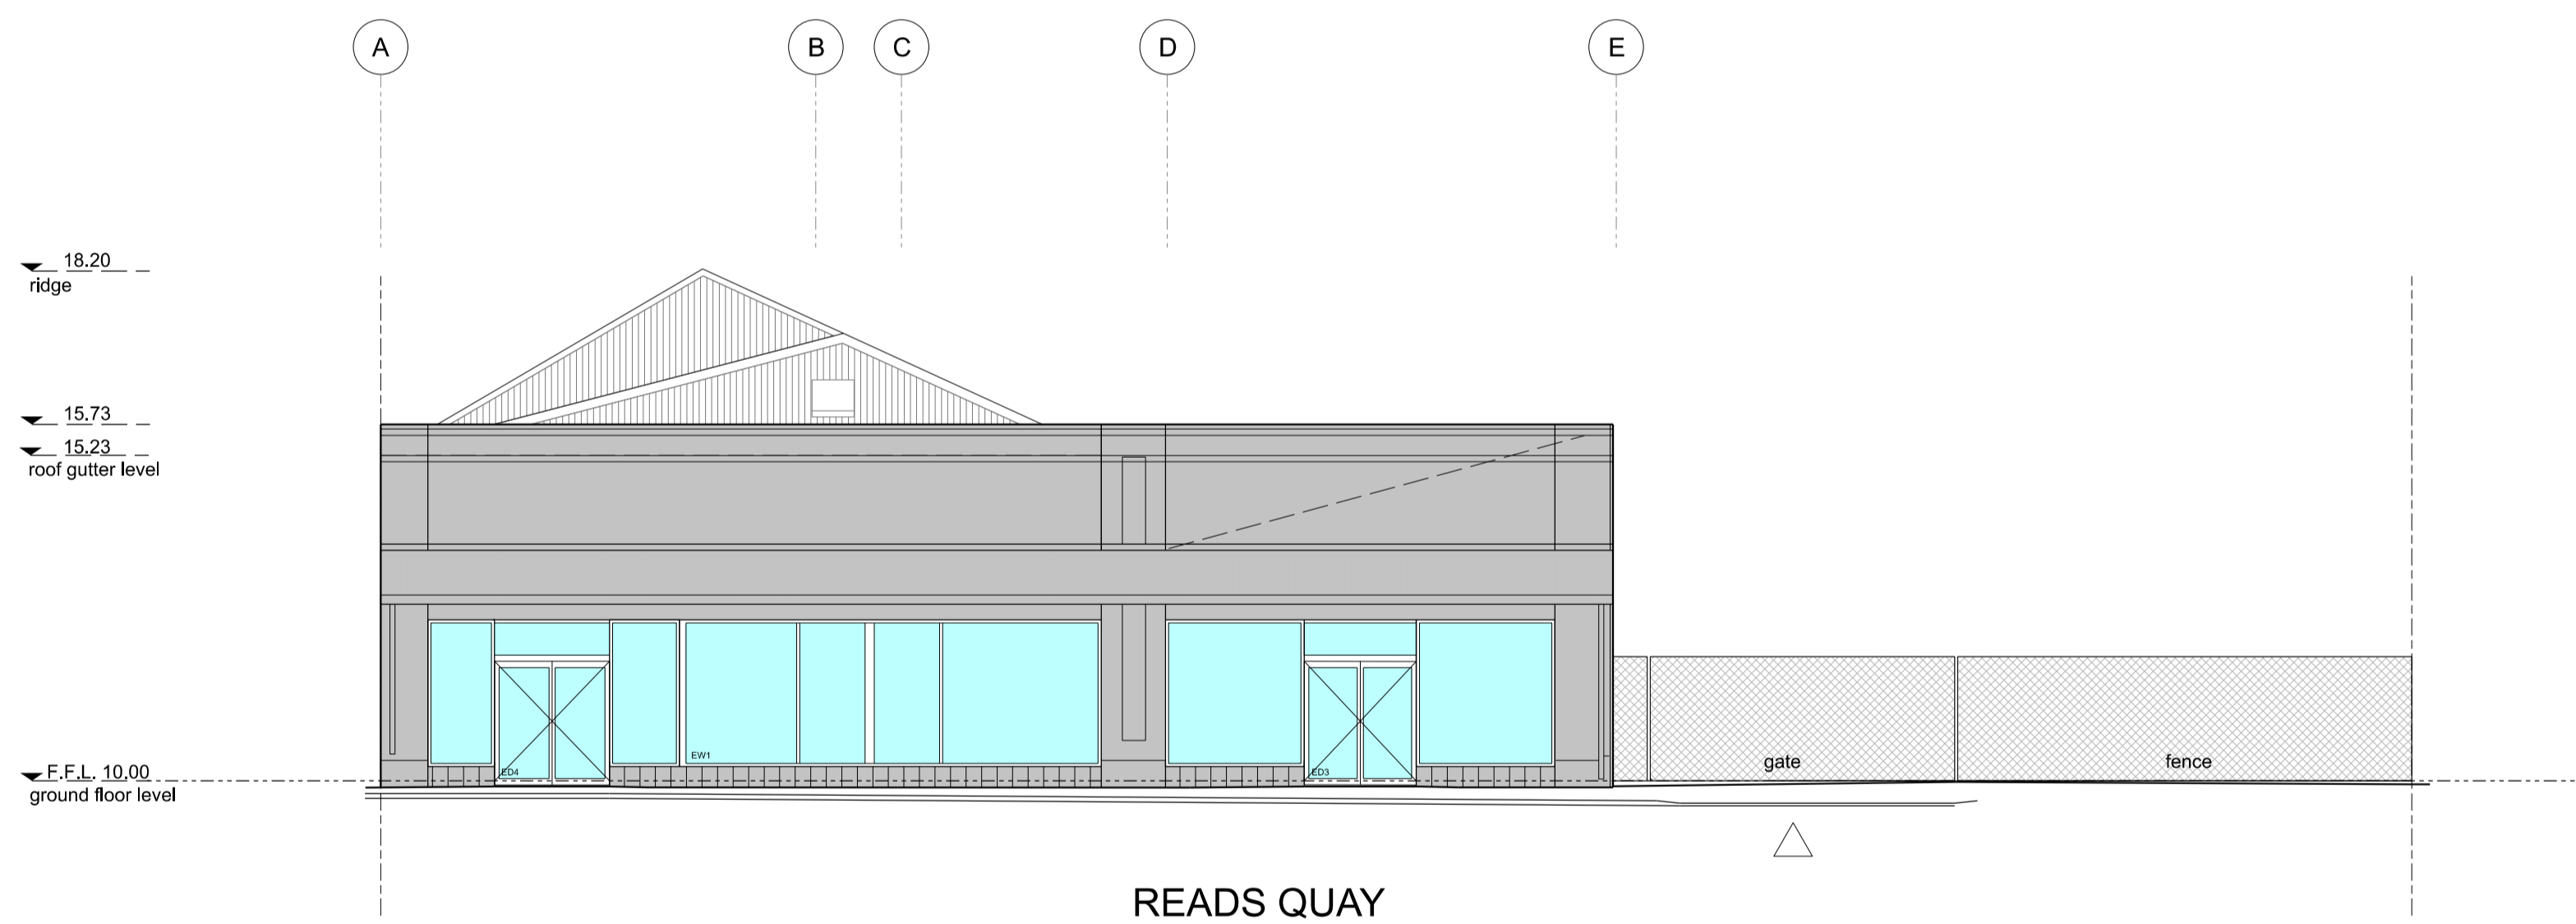 A B C D E
18.20
ridge
15.73
15.23
roof gutter level
EW1
ED4
ED3
gate
fence
F.F.L. 10.00
ground floor level
READS QUAY